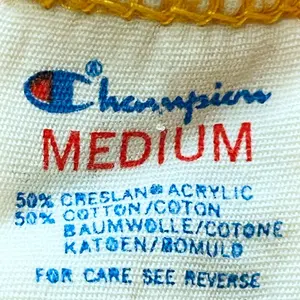 Champion®
MEDIUM
50% CRESLAN® ACRYLIC
50% COTTON/COTON
BAUMWOLLE/COTONE
KATOEN/BOMULD
FOR CARE SEE REVERSE